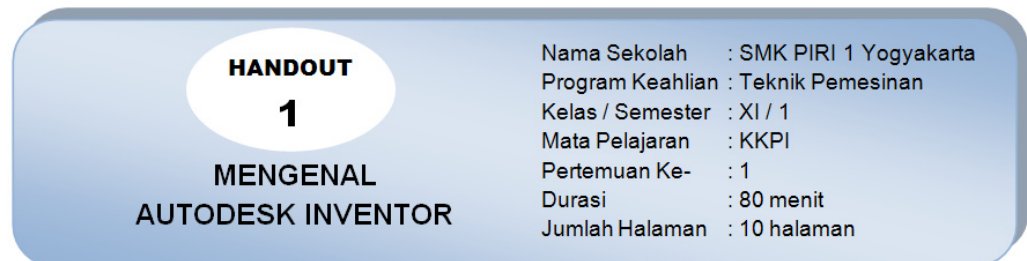 HANDOUT
1
MENGENAL
AUTODESK INVENTOR
Nama Sekolah : SMK PIRI 1 Yogyakarta
Program Keahlian : Teknik Pemesinan
Kelas / Semester : XI / 1
Mata Pelajaran : KKPI
Pertemuan Ke- : 1
Durasi : 80 menit
Jumlah Halaman : 10 halaman